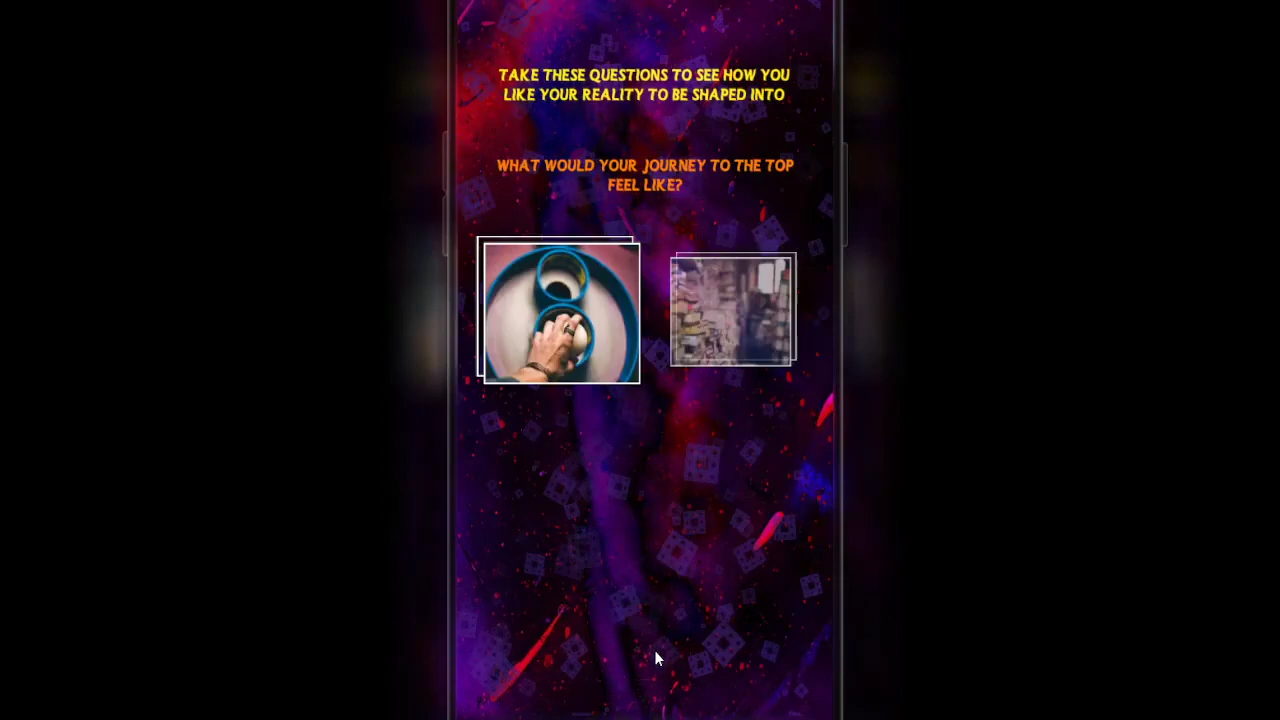 TAKE THESE QUESTIONS TO SEE HOW YOU
LIKE YOUR REALITY TO BE SHAPED INTO
WHAT WOULD YOUR JOURNEY TO THE TOP
FEEL LIKE?